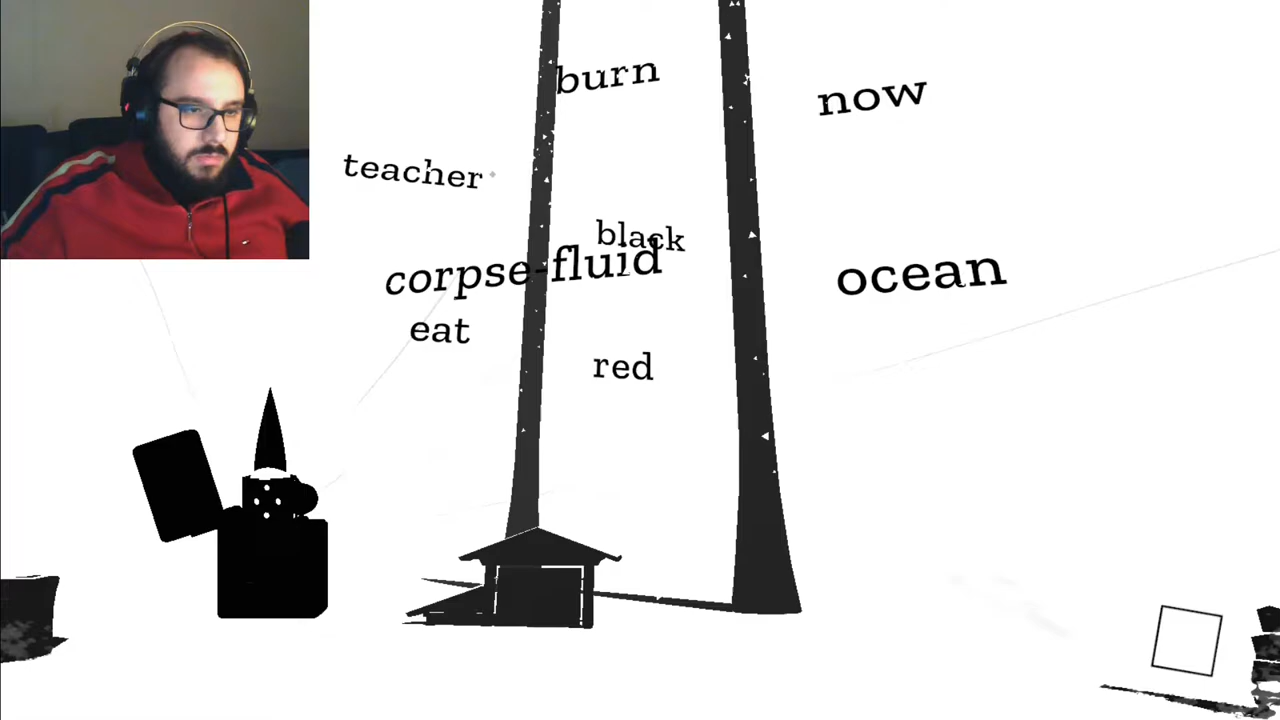 burn
now
teacher
black
corpse-fluid
ocean
eat
red